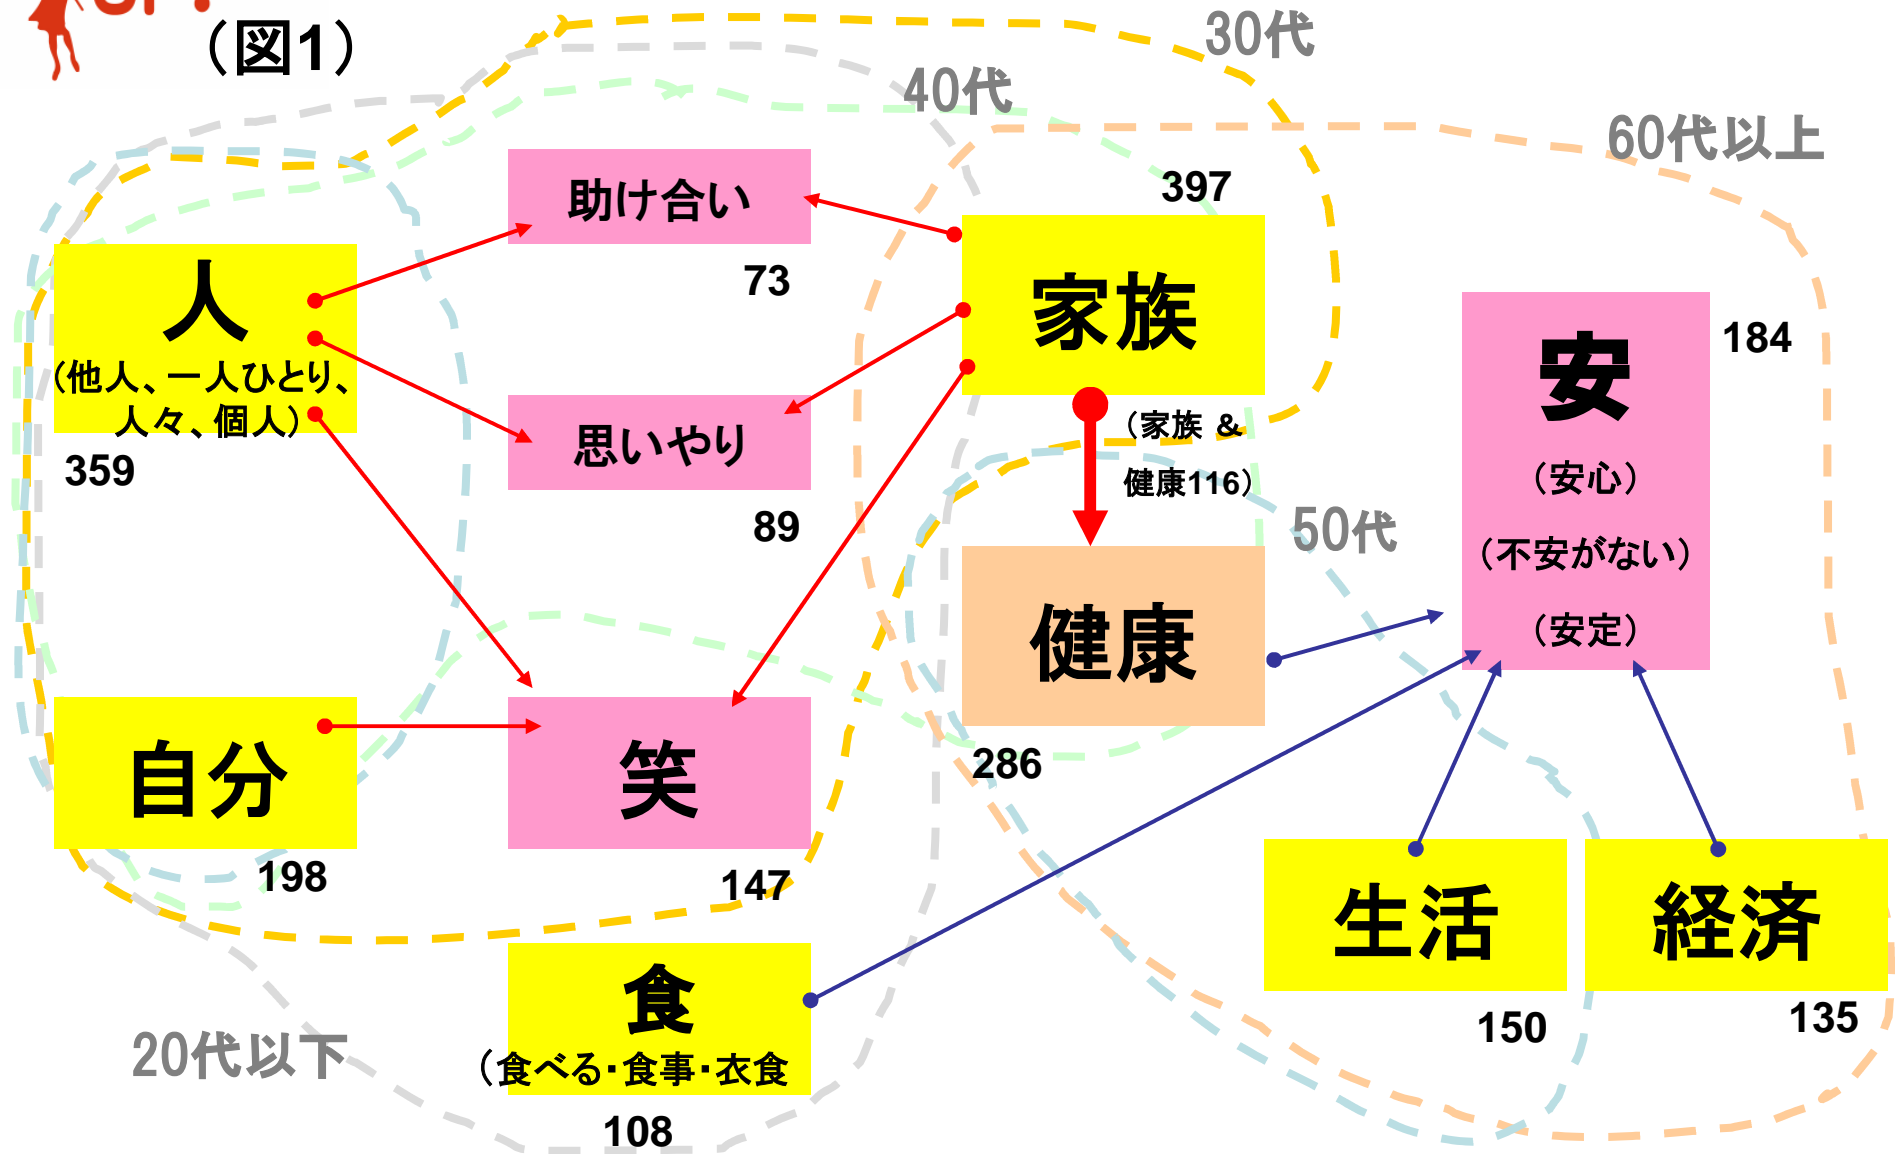 (図1)
30代
40代
60代以上
助け合い
397
73
人
(他人、一人ひとり、
人々、個人)
359
家族
安
184
(安心)
(不安がない)
(安定)
思いやり
89
(家族 &
健康116)
50代
健康
286
自分
198
笑
147
生活
150
経済
135
食
(食べる・食事・衣食
108
20代以下